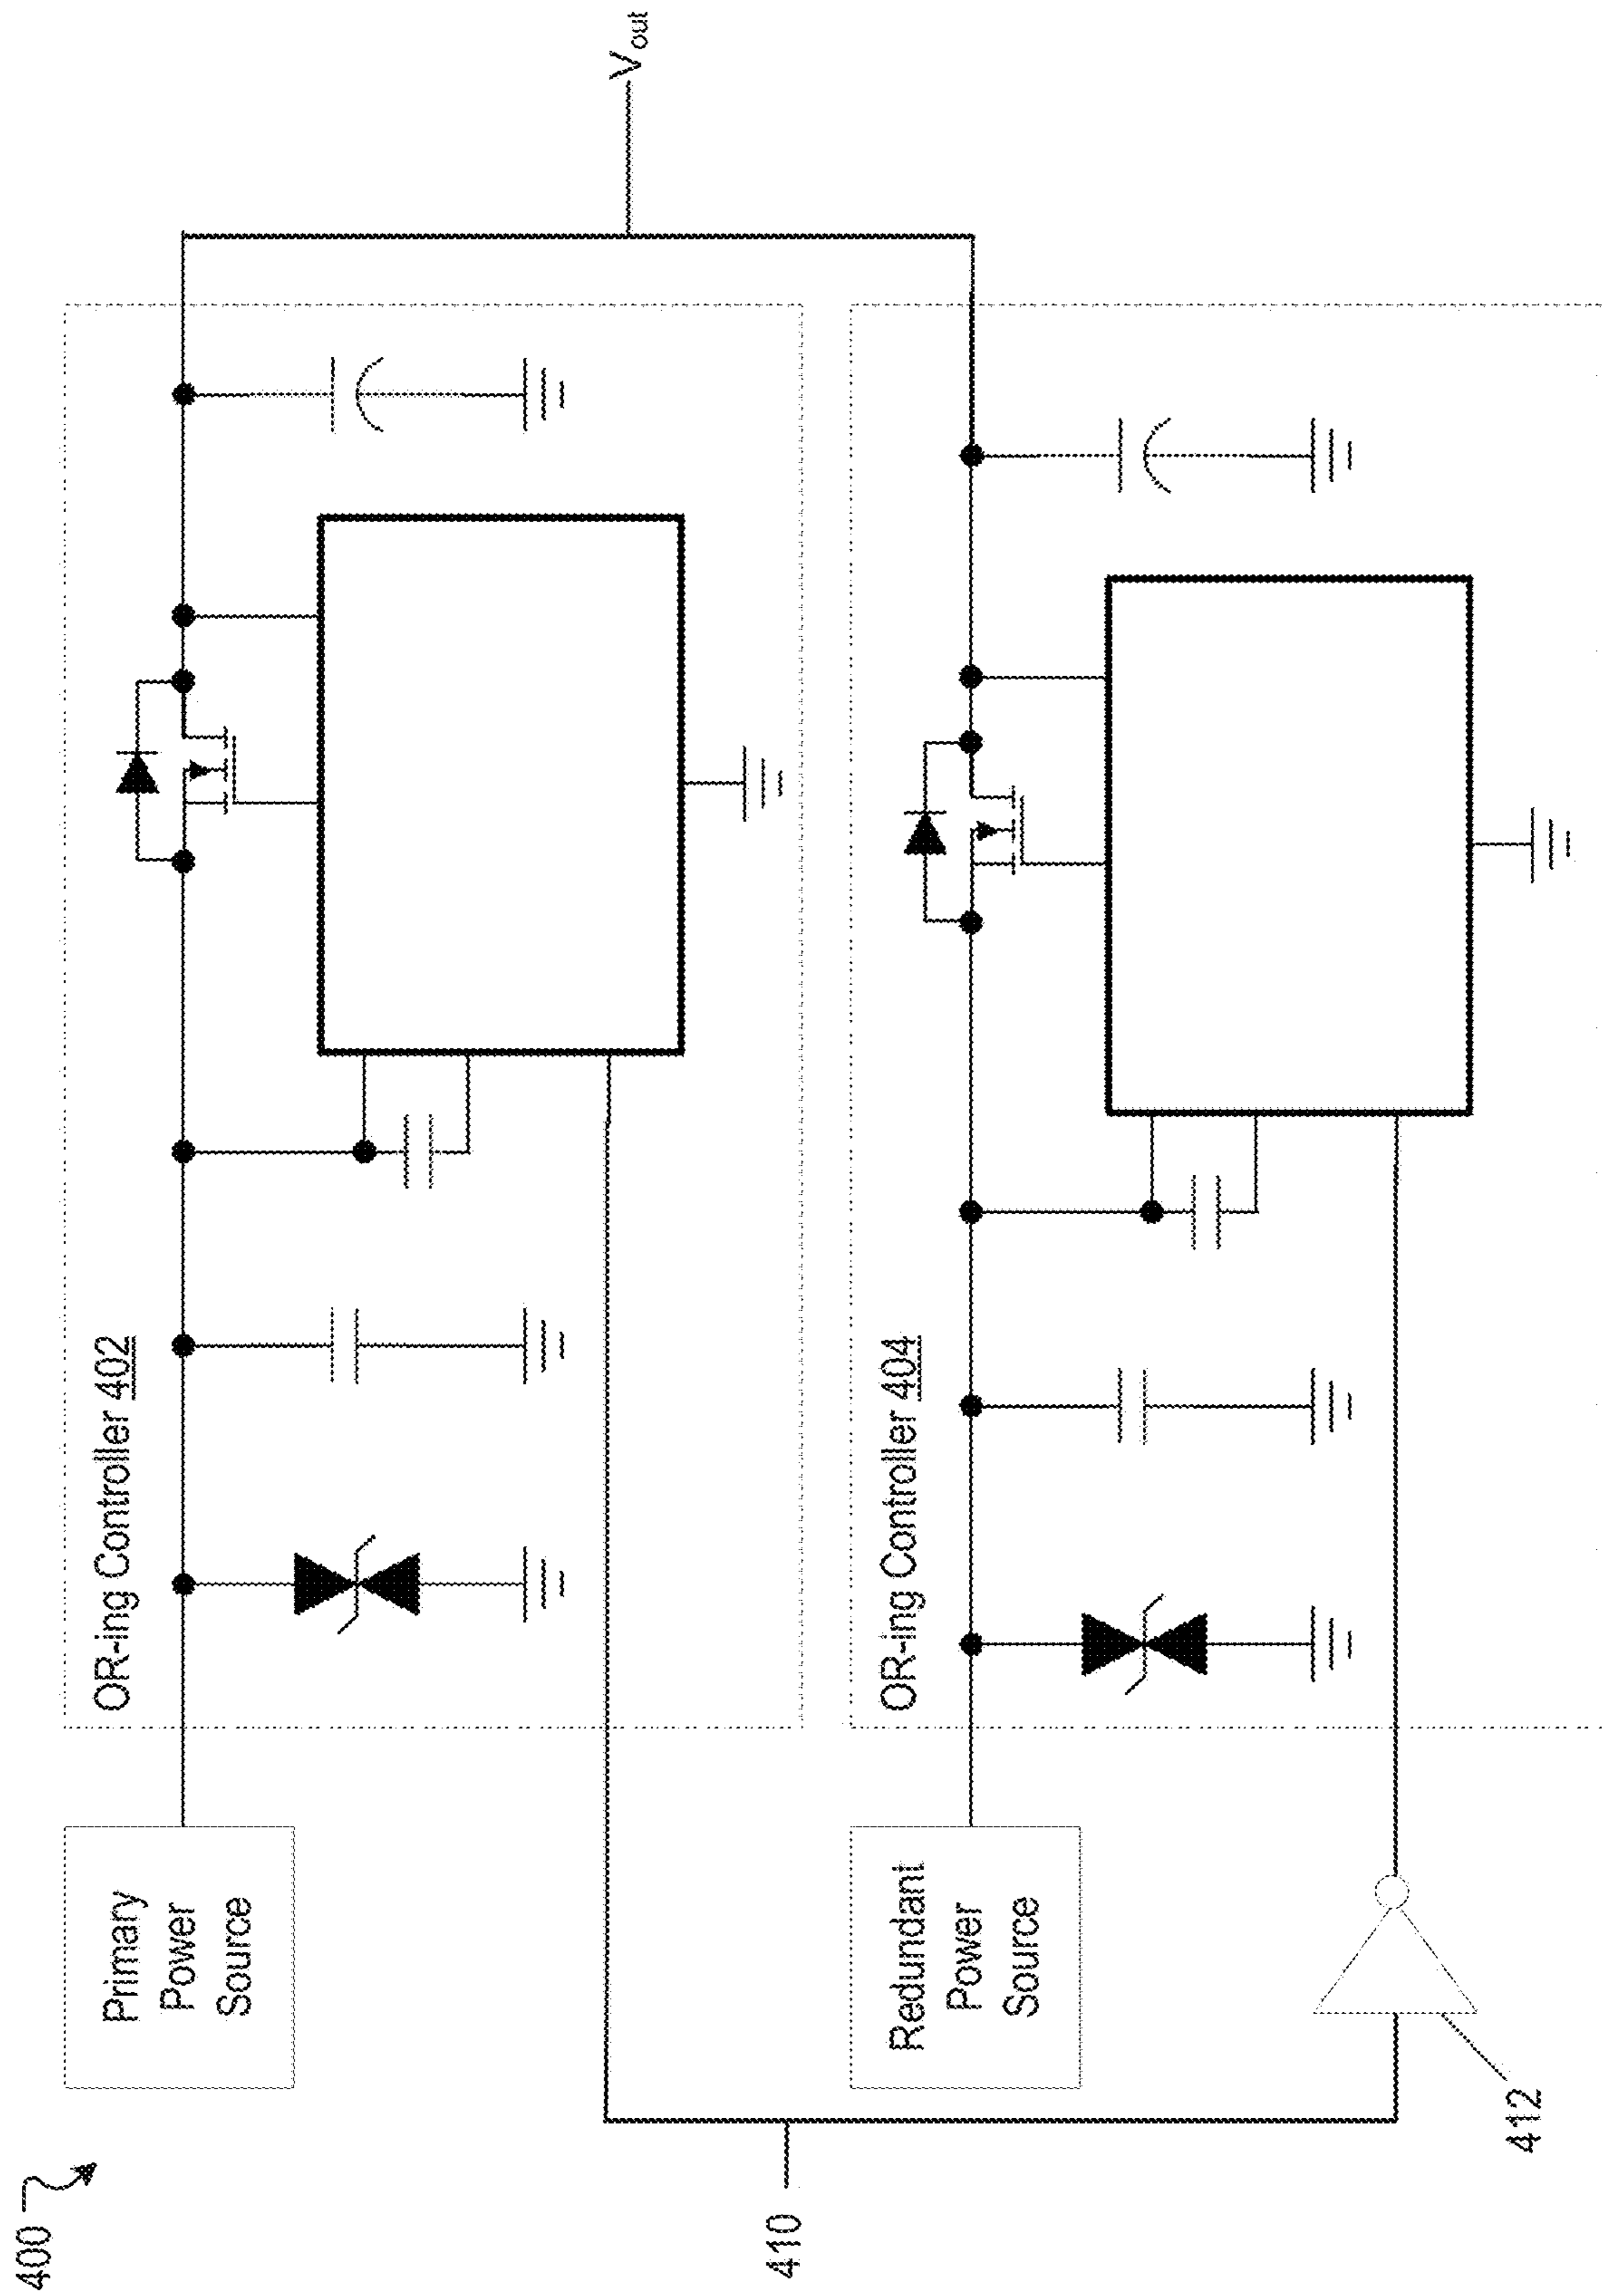 400
Primary
Power
Source
OR-ing Controller 402
Vout
410
Redundant
Power
Source
OR-ing Controller 404
412